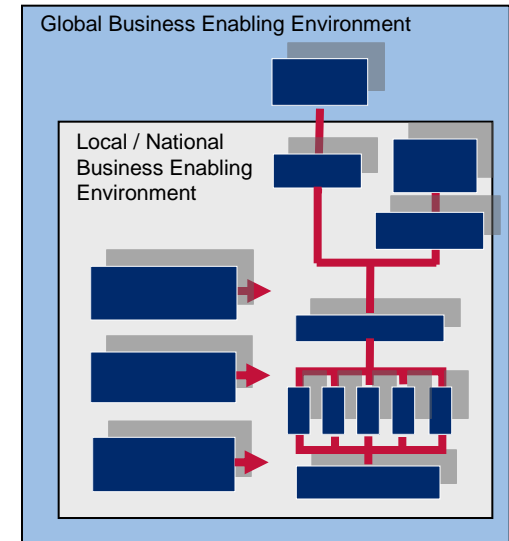 Global Business Enabling Environment
Local / National
Business Enabling
Environment